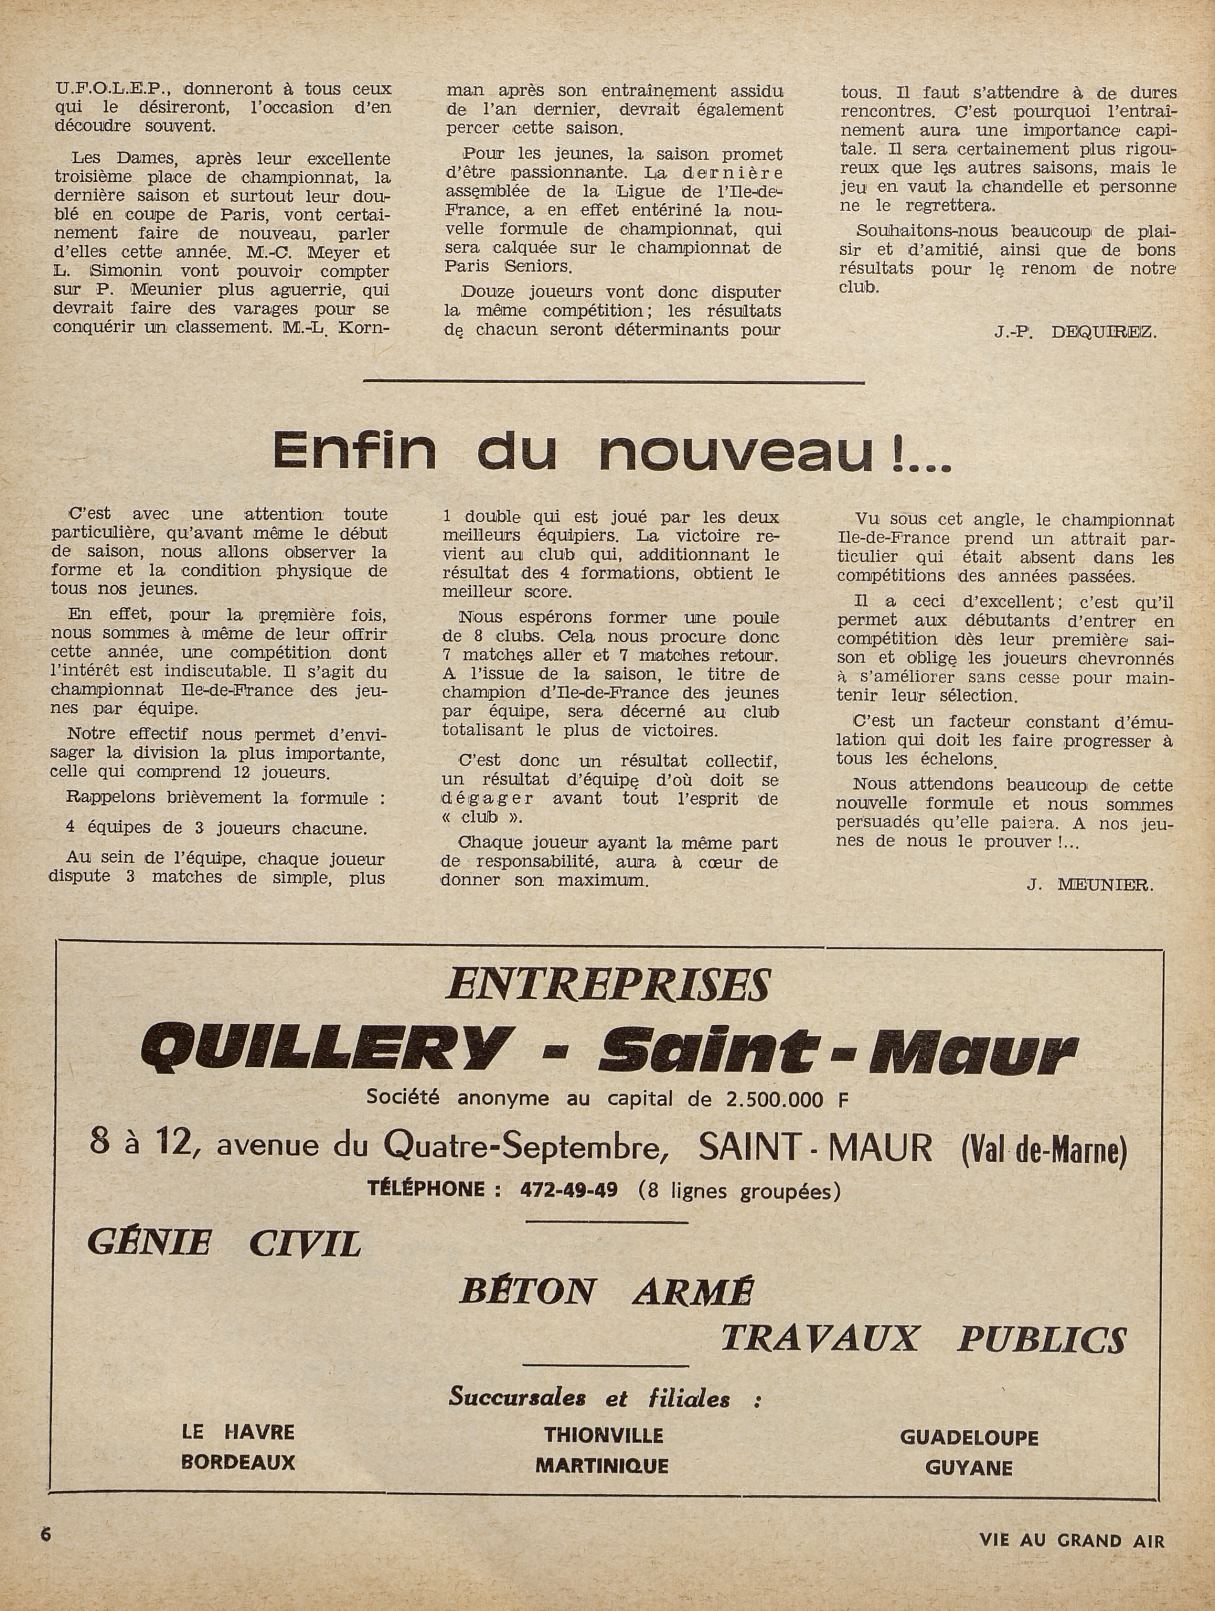 U.F.O.L.E.P., donneront à tous ceux
qui le désireront, l'occasion d'en
découdre souvent.
Les Dames, après leur excellente
troisième place de championnat, la
dernière saison et surtout leur dou-
blé en coupe de Paris, vont certai-
nement faire de nouveau, parler
d'elles cette année. M.-C. Meyer et
L. Simonin vont pouvoir compter
sur P. Meunier plus aguerrie, qui
devrait faire des varages pour se
conquérir un classement. M.-L. Korn-
man après son entrainement assidu
de l'an dernier, devrait également
percer cette saison.
Pour les jeunes, la saison promet
d'être passionnante. La dernière
assemblée de la Ligue de l'Ile-de-
France, a en effet entériné la nou-
velle formule de championnat, qui
sera calquée sur le championnat de
Paris Seniors.
Douze joueurs vont donc disputer
la même compétition; les résultats
de chacun seront déterminants pour
tous. Il faut s'attendre à de dures
rencontres. C'est pourquoi l'entraî-
nement aura une importance capi-
tale. Il sera certainement plus rigou-
reux que les autres saisons, mais le
jeu en vaut la chandelle et personne
ne le regrettera.
Souhaitons-nous beaucoup de plai-
sir et d'amitié, ainsi que de bons
résultats pour le renom de notre
club.
J.-P. DEQUIREZ.
Enfin du nouveau !...
C'est avec une attention toute
particulière, qu'avant même le début
de saison, nous allons observer la
forme et la condition physique de
tous nos jeunes.
En effet, pour la première fois,
nous sommes à même de leur offrir
cette année, une compétition dont
l'intérêt est indiscutable. Il s'agit du
championnat Ile-de-France des jeu-
nes par équipe.
Notre effectif nous permet d'envi-
sager la division la plus importante,
celle qui comprend 12 joueurs.
Rappelons brièvement la formule :
4 équipes de 3 joueurs chacune.
Au sein de l'équipe, chaque joueur
dispute 3 matches de simple, plus
1 double qui est joué par les deux
meilleurs équipiers. La victoire re-
vient au club qui, additionnant le
résultat des 4 formations, obtient le
meilleur score.
Nous espérons former une poule
de 8 clubs. Cela nous procure donc
7 matches aller et 7 matches retour.
A l'issue de la saison, le titre de
champion d'Ile-de-France des jeunes
par équipe, sera décerné au club
totalisant le plus de victoires.
C'est donc un résultat collectif,
un résultat d'équipe d'où doit se
dégager avant tout l'esprit de
« club ».
Chaque joueur ayant la même part
de responsabilité, aura à cœur de
donner son maximum.
Vu sous cet angle, le championnat
Ile-de-France prend un attrait par-
ticulier qui était absent dans les
compétitions des années passées.
Il a ceci d'excellent; c'est qu'il
permet aux débutants d'entrer en
compétition dès leur première sai-
son et oblige les joueurs chevronnés
à s'améliorer sans cesse pour main-
tenir leur sélection.
C'est un facteur constant d'ému-
lation qui doit les faire progresser à
tous les échelons.
Nous attendons beaucoup de cette
nouvelle formule et nous sommes
persuadés qu'elle paiera. A nos jeu-
nes de nous le prouver !...
J. MEUNIER.
ENTREPRISES
QUILLERY - Saint-Maur
Société anonyme au capital de 2.500.000 F
8 à 12, avenue du Quatre-Septembre, SAINT-MAUR (Val de-Marne)
TÉLÉPHONE : 472-49-49 (8 lignes groupées)
GÉNIE CIVIL
BÉTON ARMÉ
TRAVAUX PUBLICS
Succursales et filiales :
LE HAVRE THIONVILLE GUADELOUPE
BORDEAUX MARTINIQUE GUYANE
6 VIE AU GRAND AIR